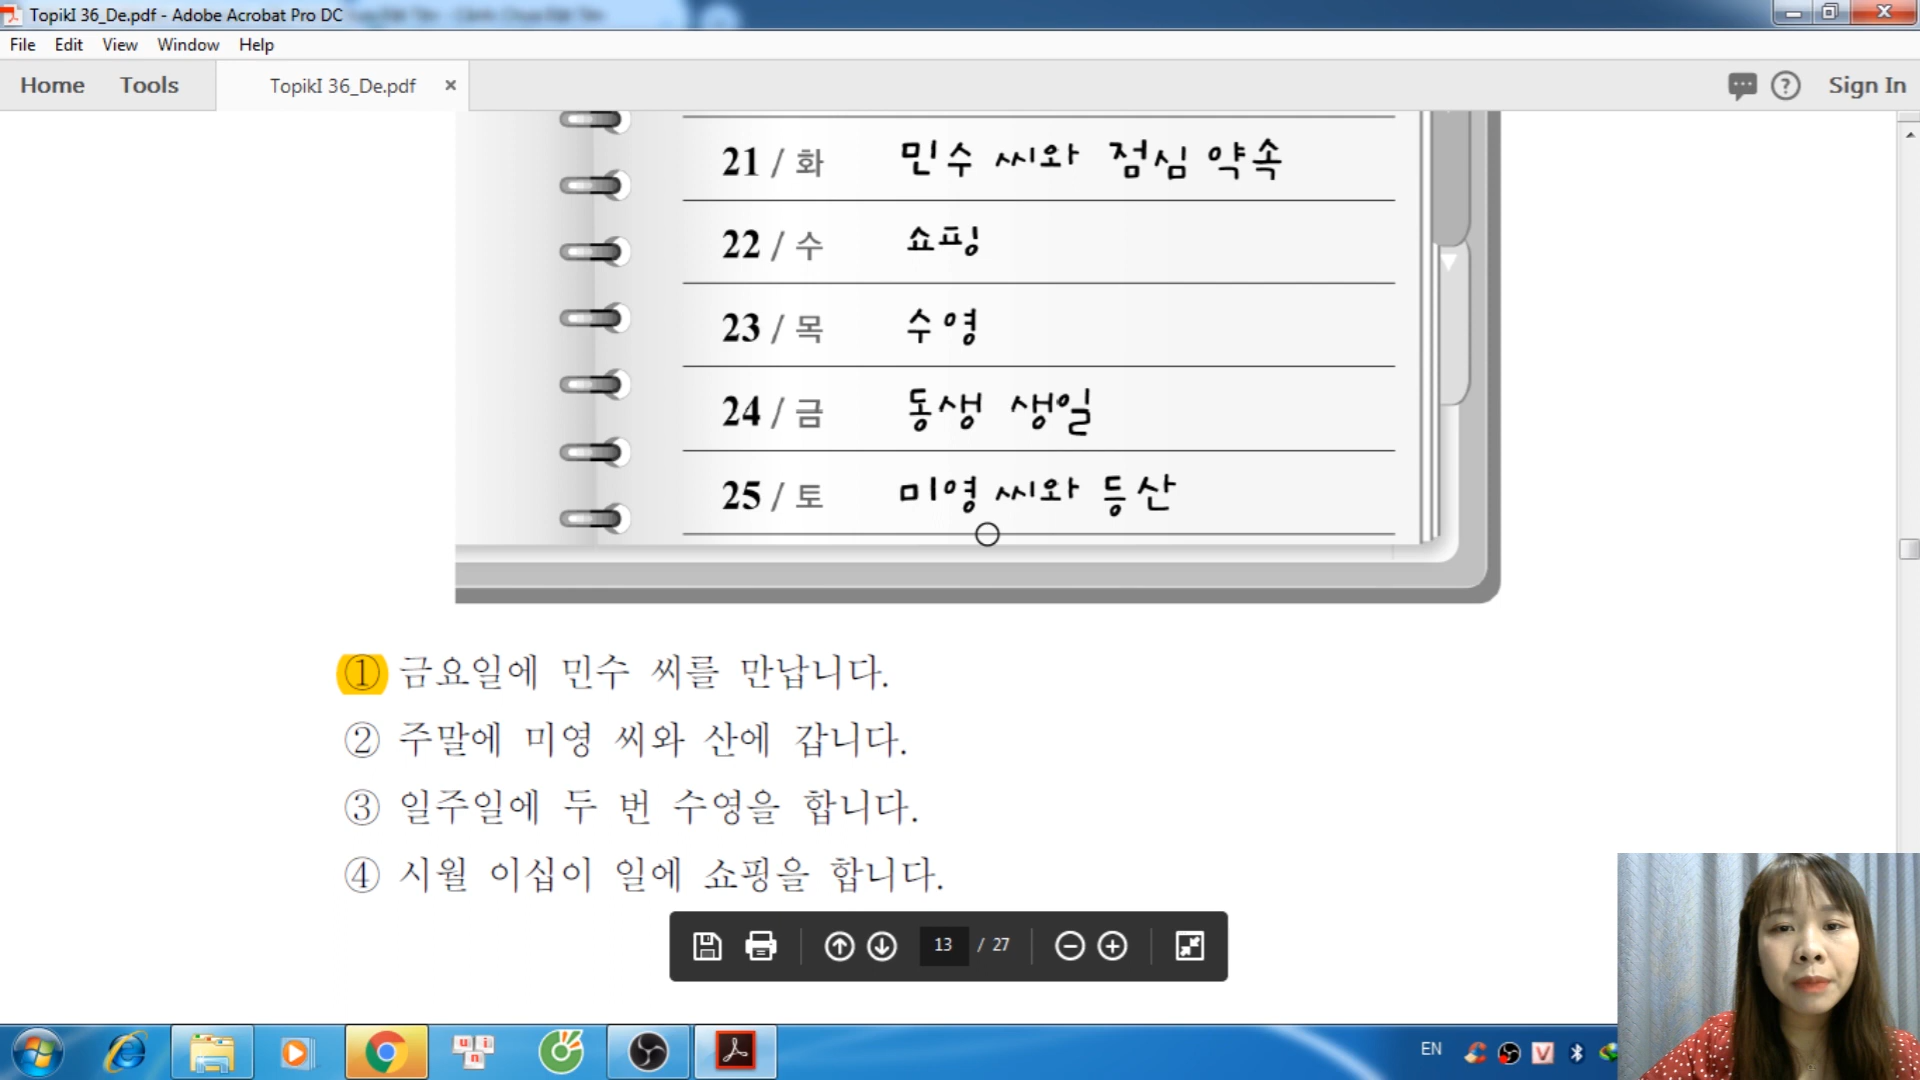 TopikI 36_De.pdf - Adobe Acrobat Pro DC
File Edit View Window Help
Home Tools TopikI 36_De.pdf × ? Sign In
21 / 화 민수 씨와 점심 약속
22 / 수 쇼핑
23 / 목 수영
24 / 금 동생 생일
25 / 토 미영 씨와 등산
① 금요일에 민수 씨를 만납니다.
② 주말에 미영 씨와 산에 갑니다.
③ 일주일에 두 번 수영을 합니다.
④ 시월 이십이 일에 쇼핑을 합니다.
13 / 27
u i n
EN V